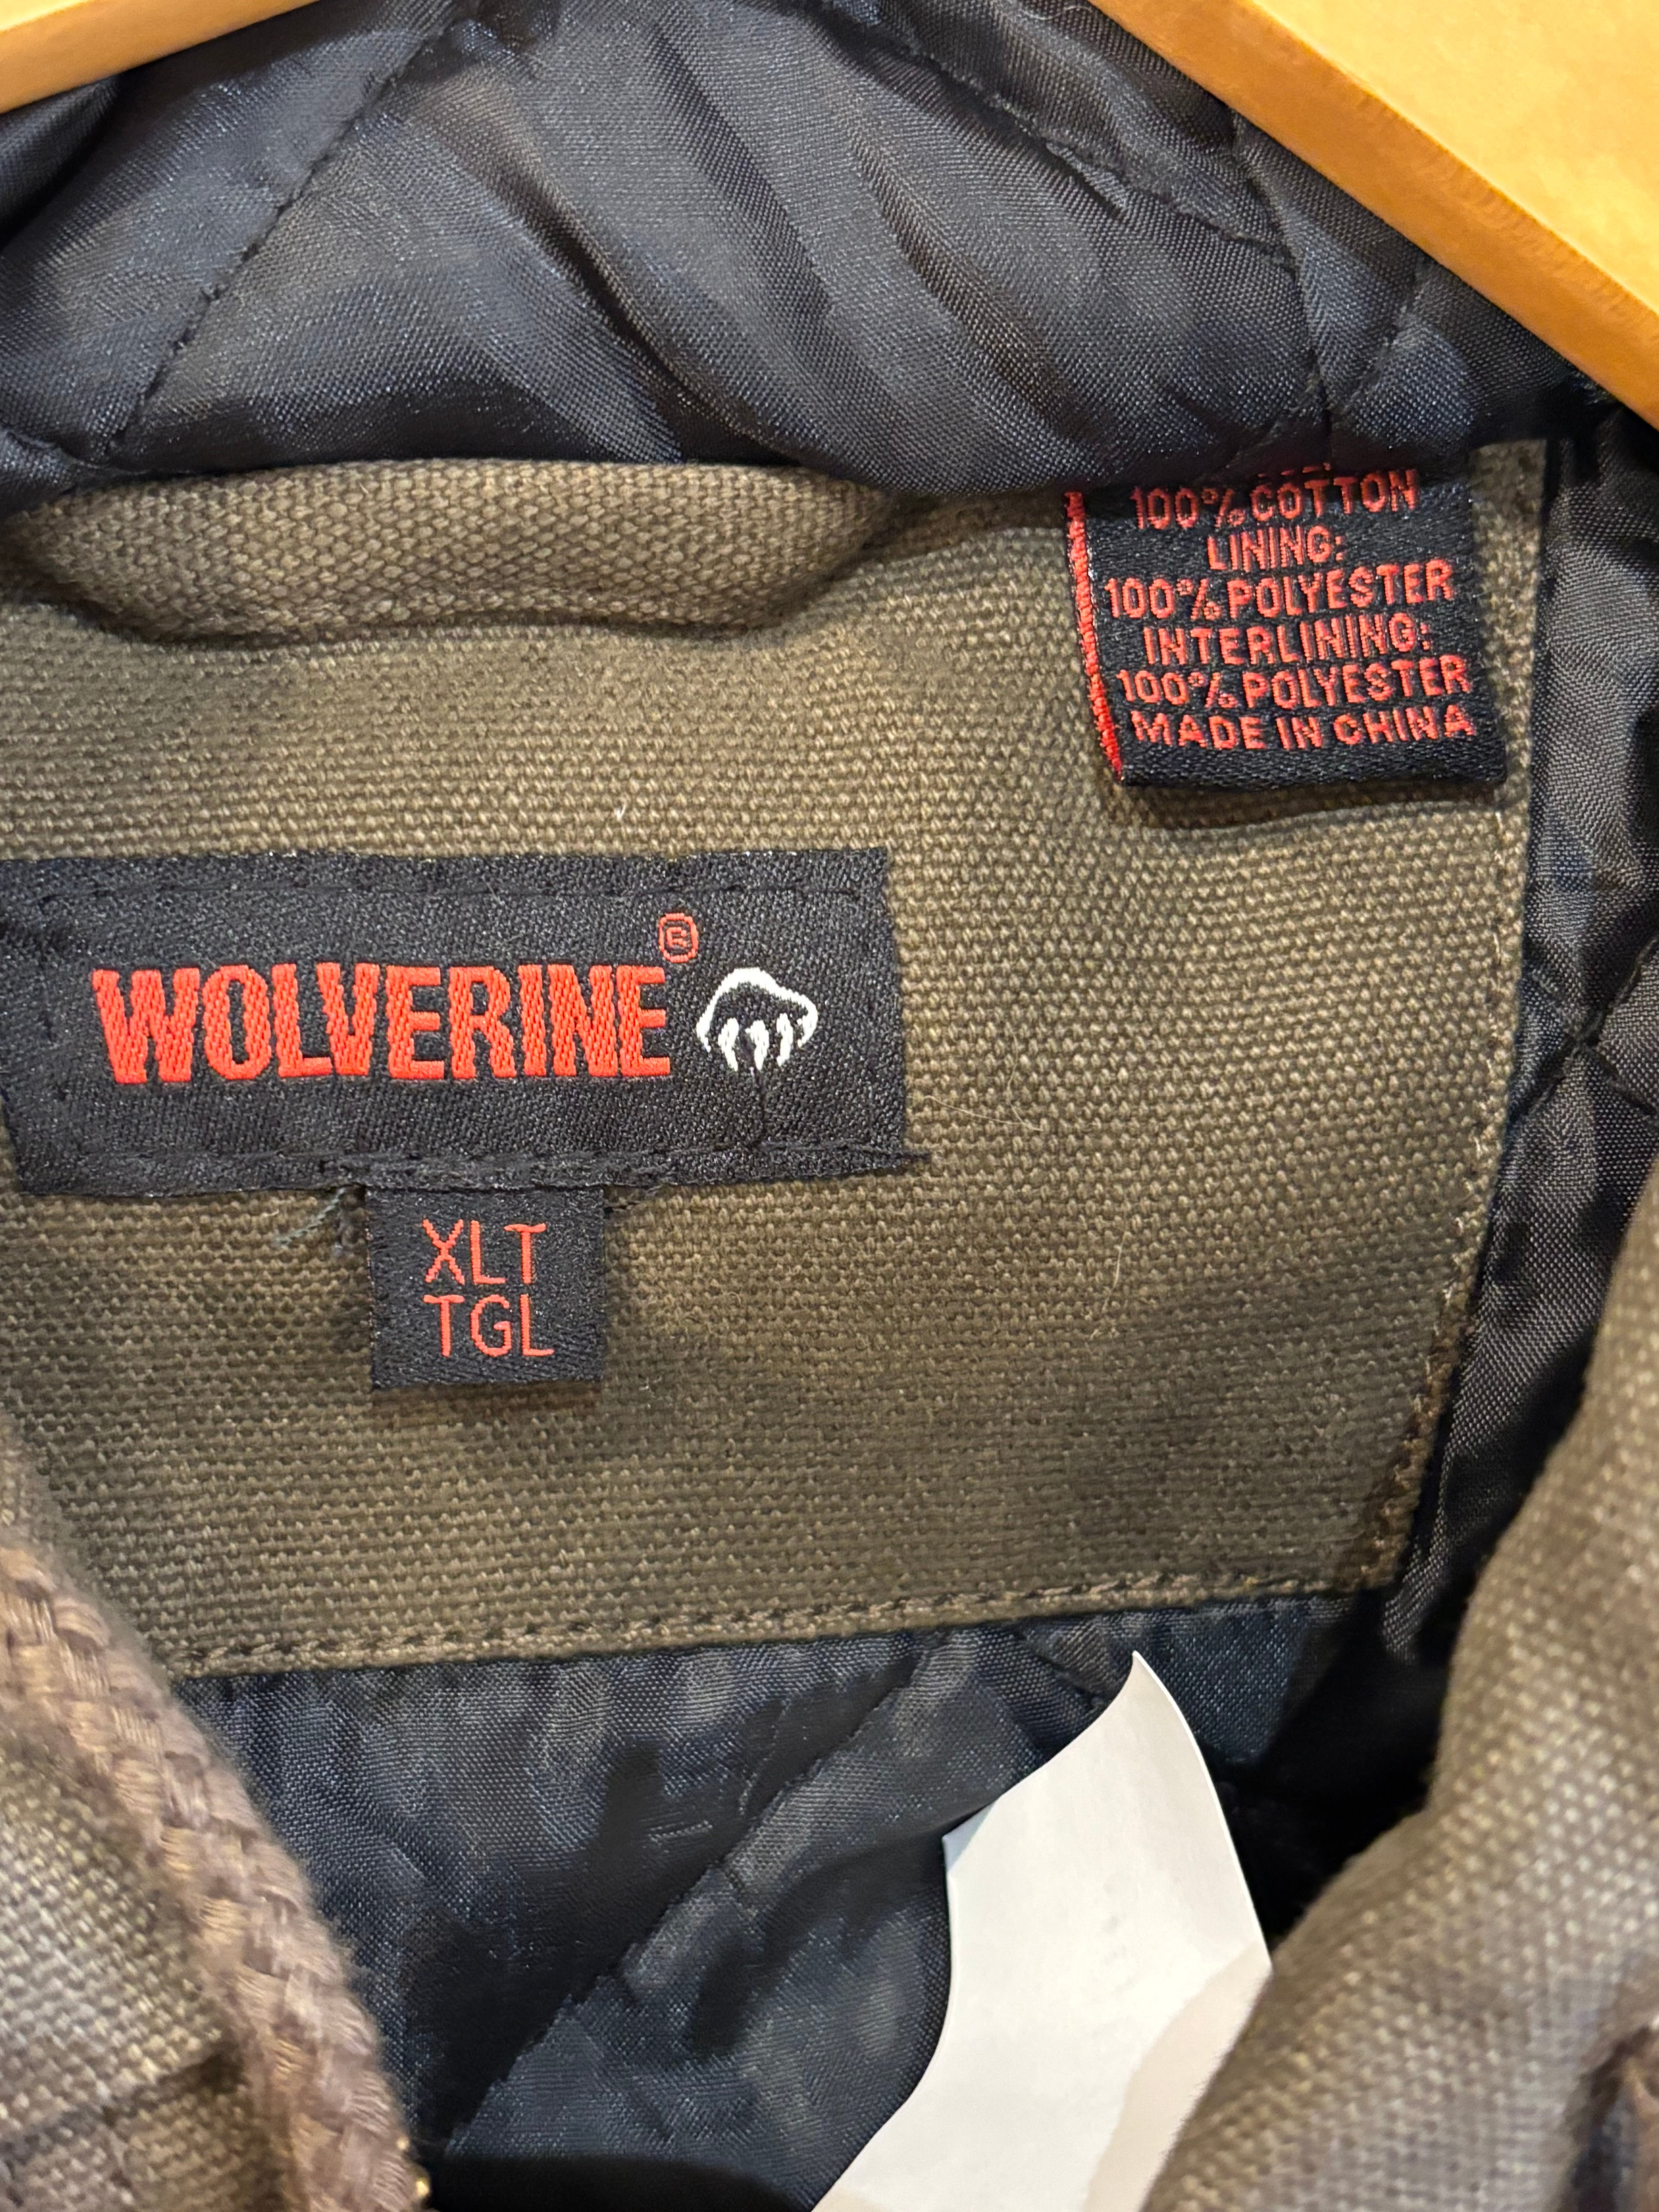 100% COTTON
LINING:
100% POLYESTER
INTERLINING:
100% POLYESTER
MADE IN CHINA
WOLVERINE®
XLT
TGL